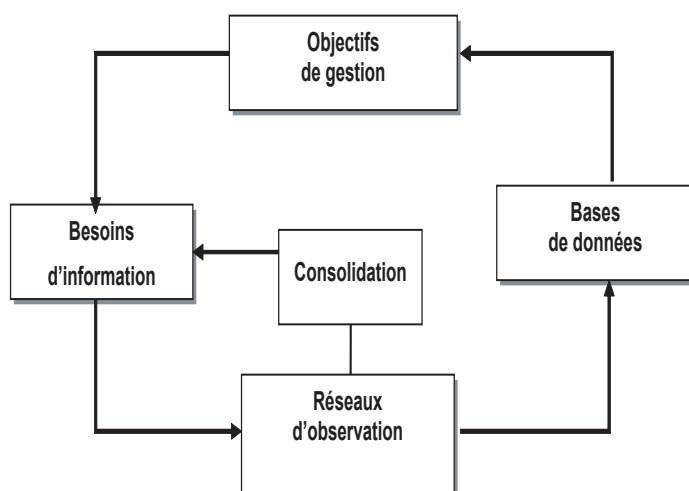 Objectifs
de gestion
Besoins
d'information
Consolidation
Bases
de données
Réseaux
d'observation